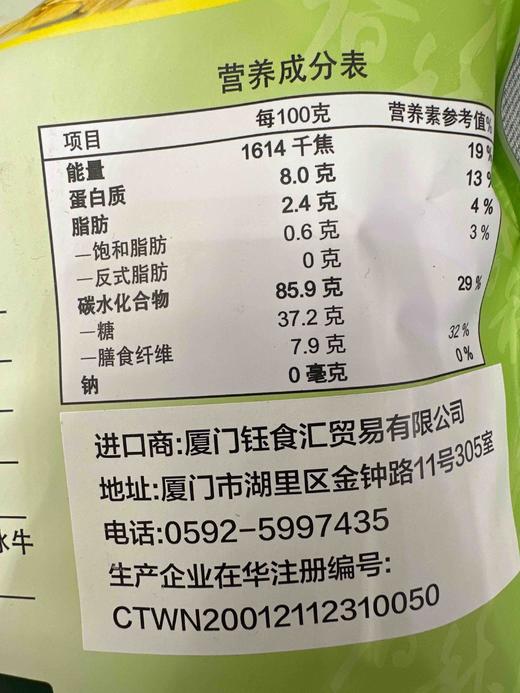 营养成分表
项目 每100克 营养素参考值%
能量 1614 千焦 19%
蛋白质 8.0 克 13%
脂肪 2.4 克 4%
—饱和脂肪 0.6 克 3%
—反式脂肪 0 克
碳水化合物 85.9 克 29%
—糖 37.2 克
—膳食纤维 7.9 克 32%
钠 0 毫克 0%
进口商:厦门钰食汇贸易有限公司
地址:厦门市湖里区金钟路11号305室
电话:0592-5997435
生产企业在华注册编号:
CTWN20012112310050
水牛